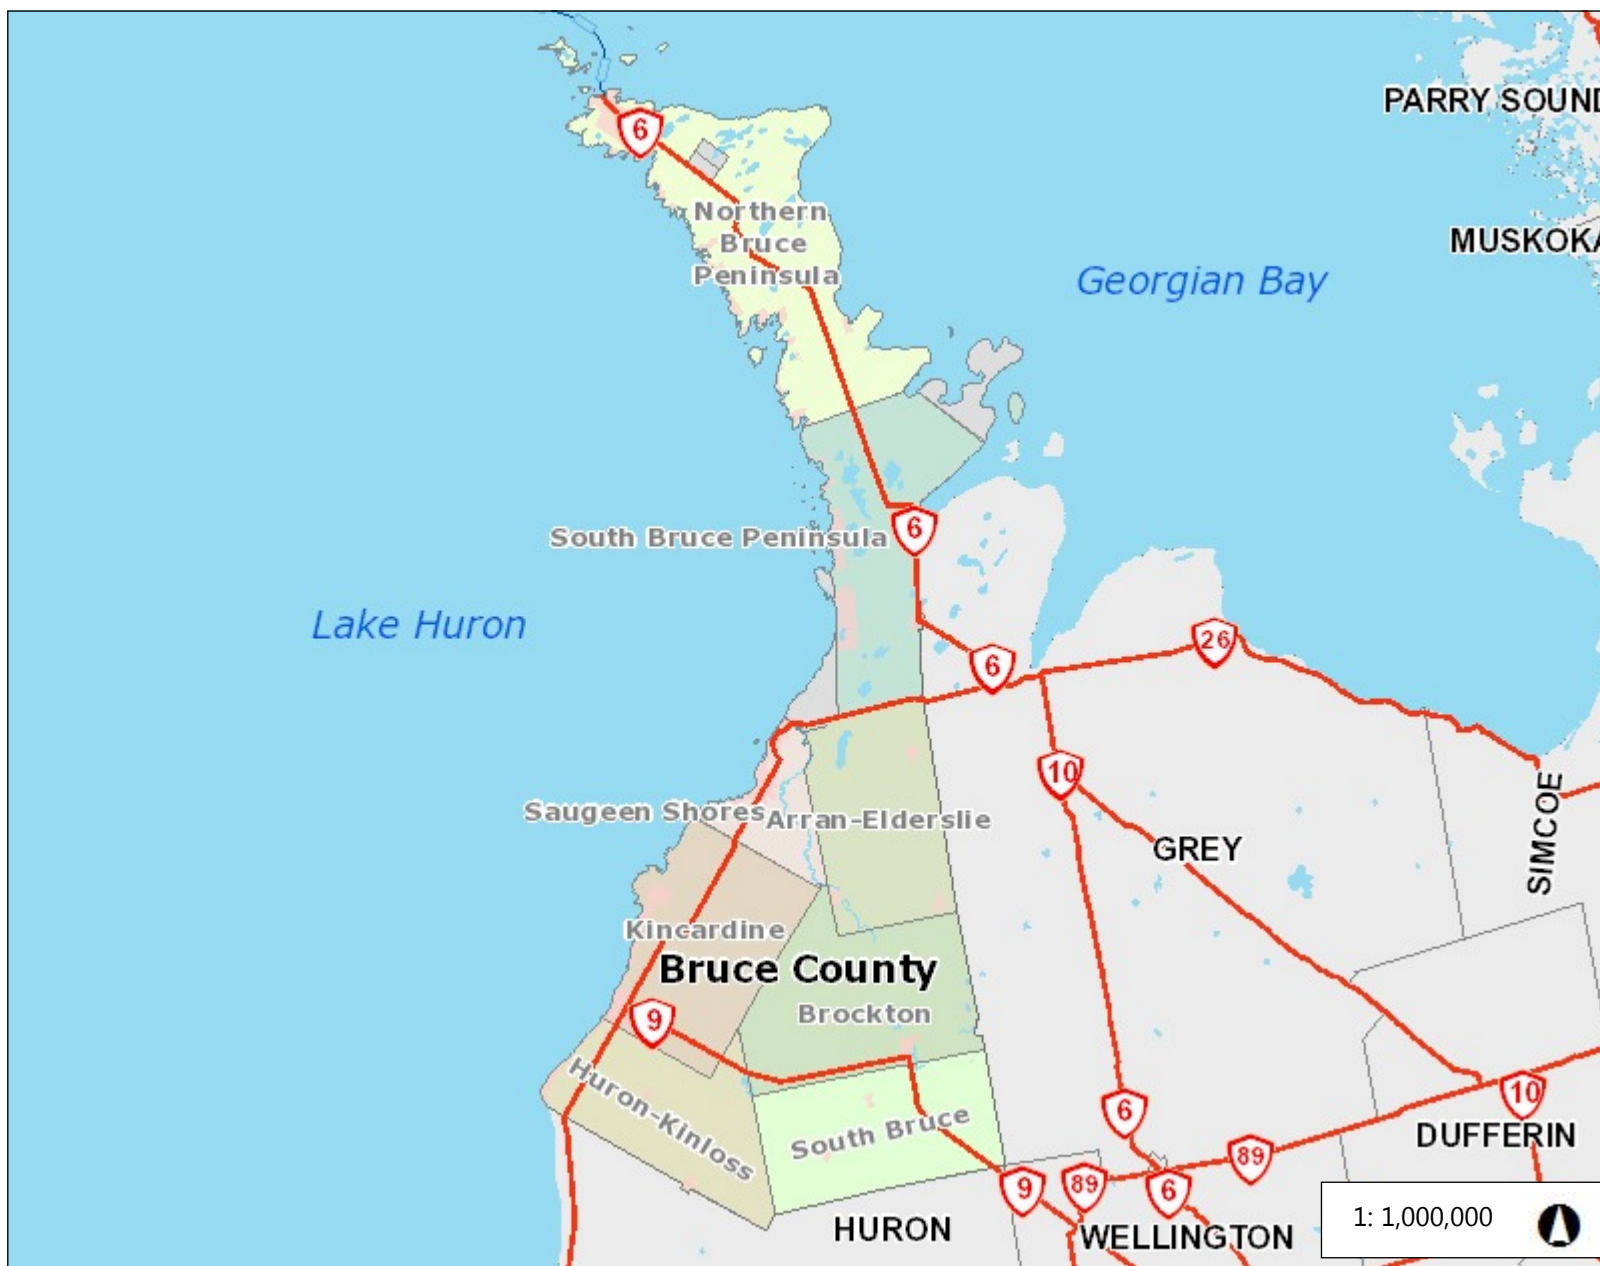 PARRY SOUND
6
Northern
Bruce
Peninsula
MUSKOKA
Georgian Bay
South Bruce Peninsula
6
Lake Huron
6
26
10
Saugeen Shores
Arran-Elderslie
GREY
SIMCOE
Kincardine
Bruce County
Brockton
9
Huron-Kinloss
South Bruce
6
10
DUFFERIN
89
9
89
6
HURON
WELLINGTON
1: 1,000,000